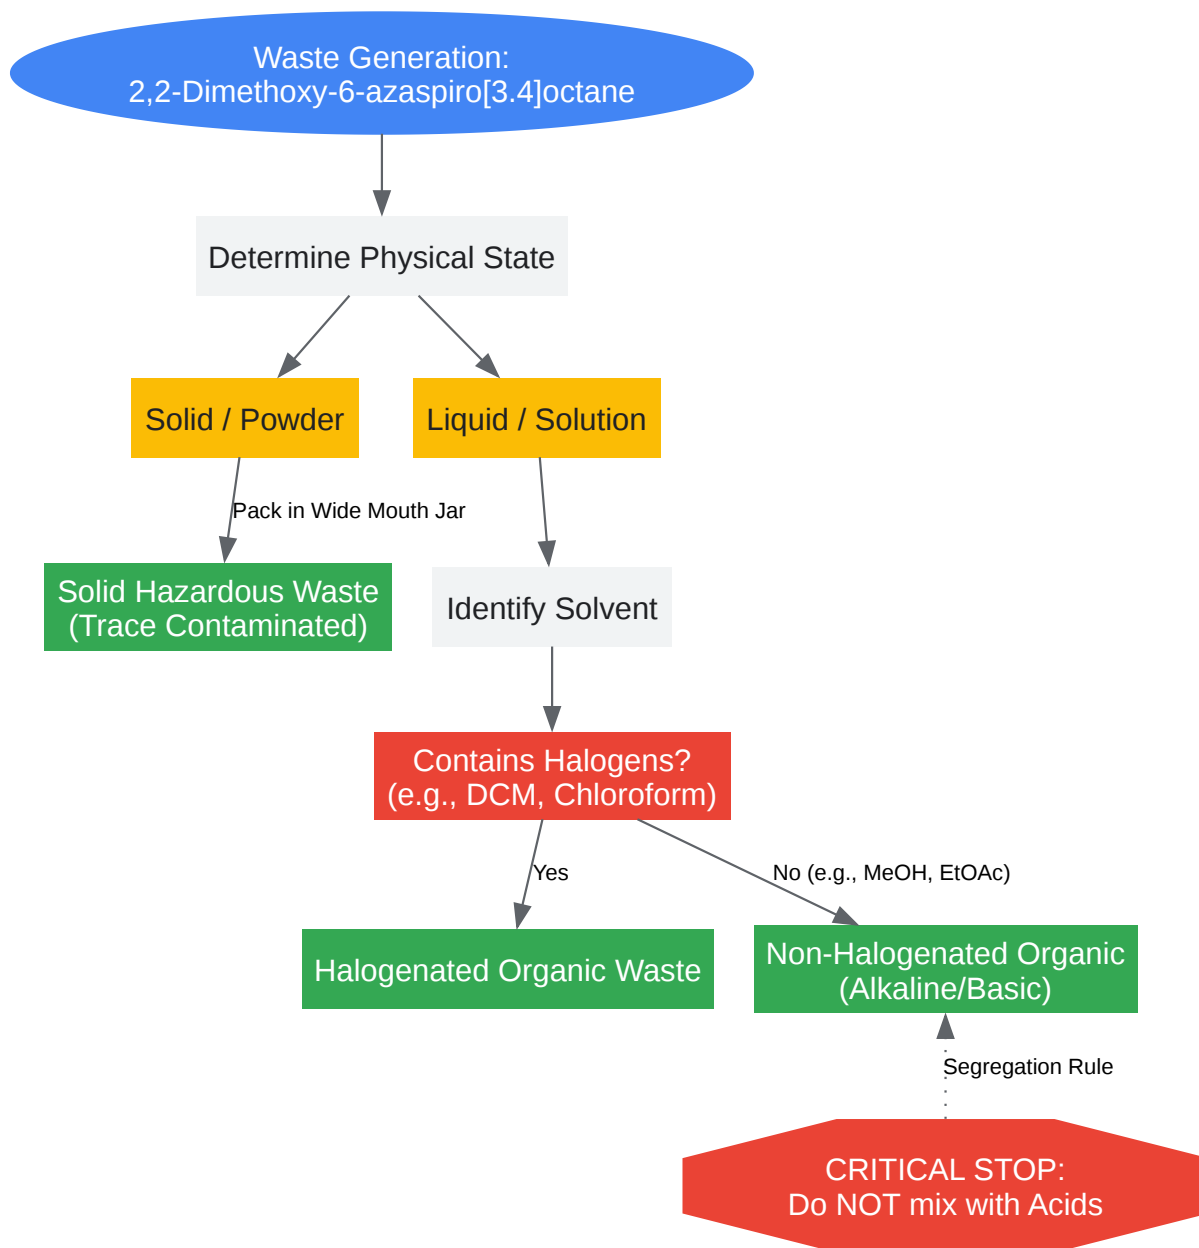 Waste Generation:
2,2-Dimethoxy-6-azaspiro[3.4]octane
Determine Physical State
Solid / Powder
Liquid / Solution
Pack in Wide Mouth Jar
Solid Hazardous Waste
(Trace Contaminated)
Identify Solvent
Contains Halogens?
(e.g., DCM, Chloroform)
Yes
No (e.g., MeOH, EtOAc)
Halogenated Organic Waste
Non-Halogenated Organic
(Alkaline/Basic)
Segregation Rule
CRITICAL STOP:
Do NOT mix with Acids